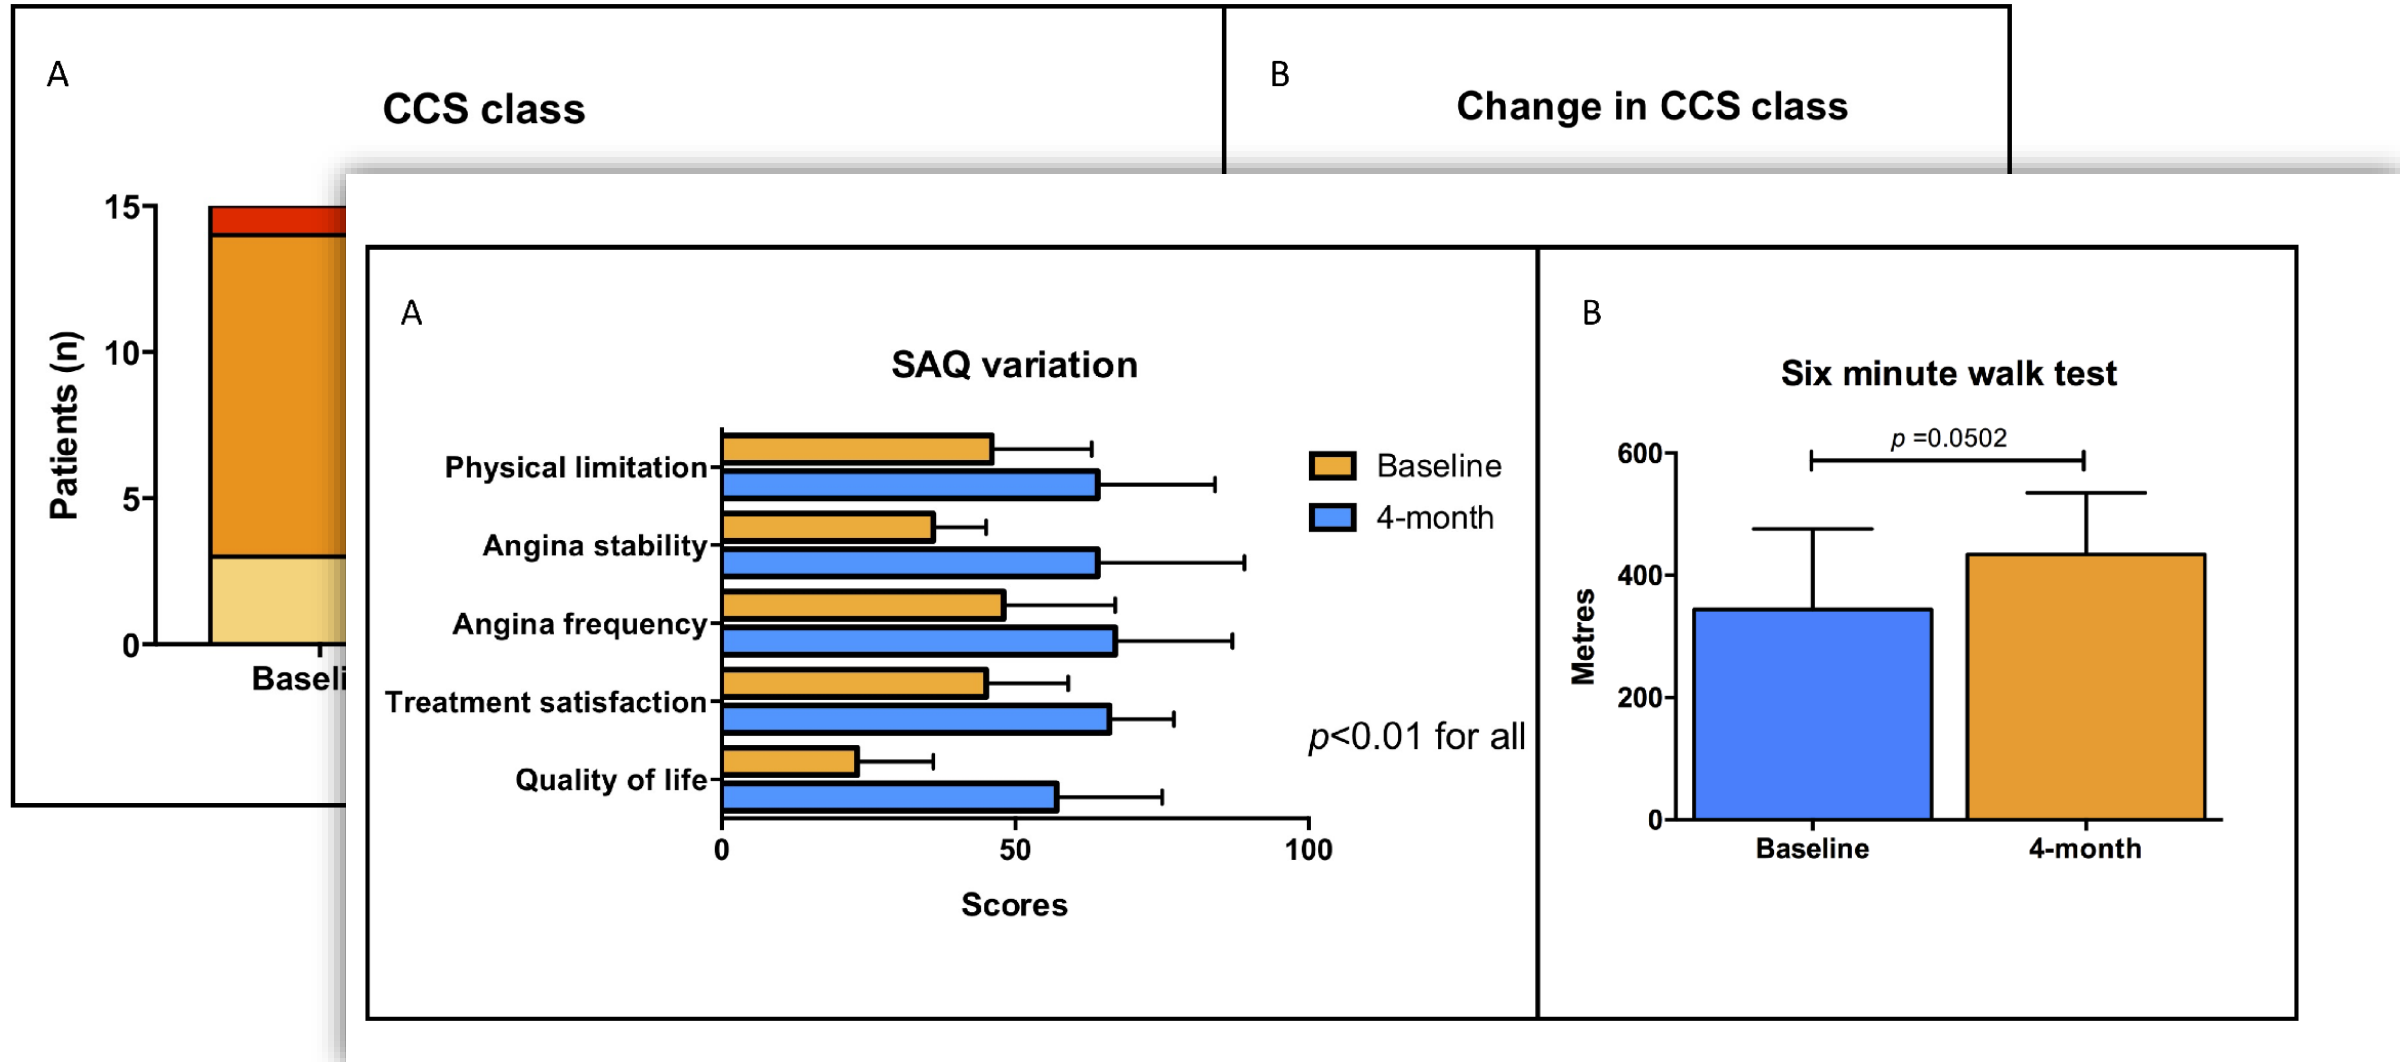 A
CCS class
B
Change in CCS class
15
10
5
0
Patients (n)
Baseli
A
SAQ variation
Physical limitation
Angina stability
Angina frequency
Treatment satisfaction
Quality of life
0 50 100
Scores
Baseline
4-month
p<0.01 for all
B
Six minute walk test
p =0.0502
600
400
200
0
Metres
Baseline 4-month